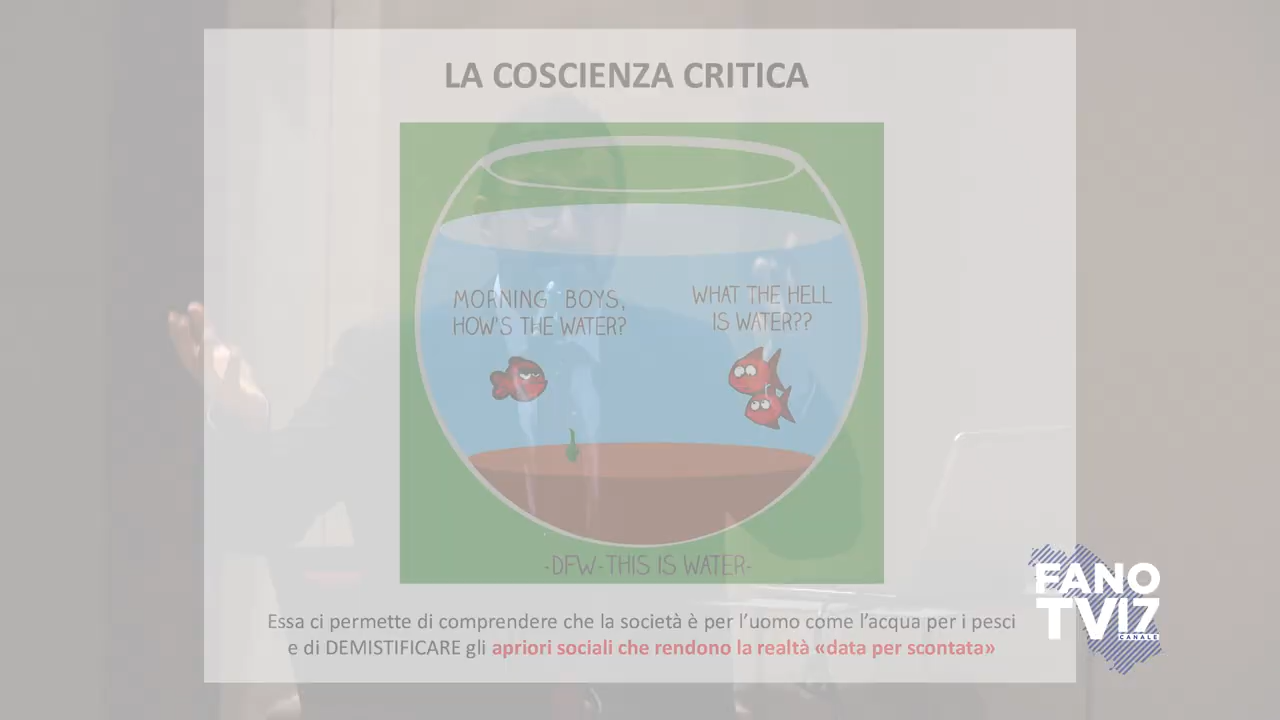 LA COSCIENZA CRITICA
MORNING BOYS,
HOW'S THE WATER?
WHAT THE HELL
IS WATER??
-DFW-THIS IS WATER-
Essa ci permette di comprendere che la società è per l’uomo come l’acqua per i pesci
e di DEMISTIFICARE gli apriori sociali che rendono la realtà «data per scontata»
FANO
TV17
CANALE